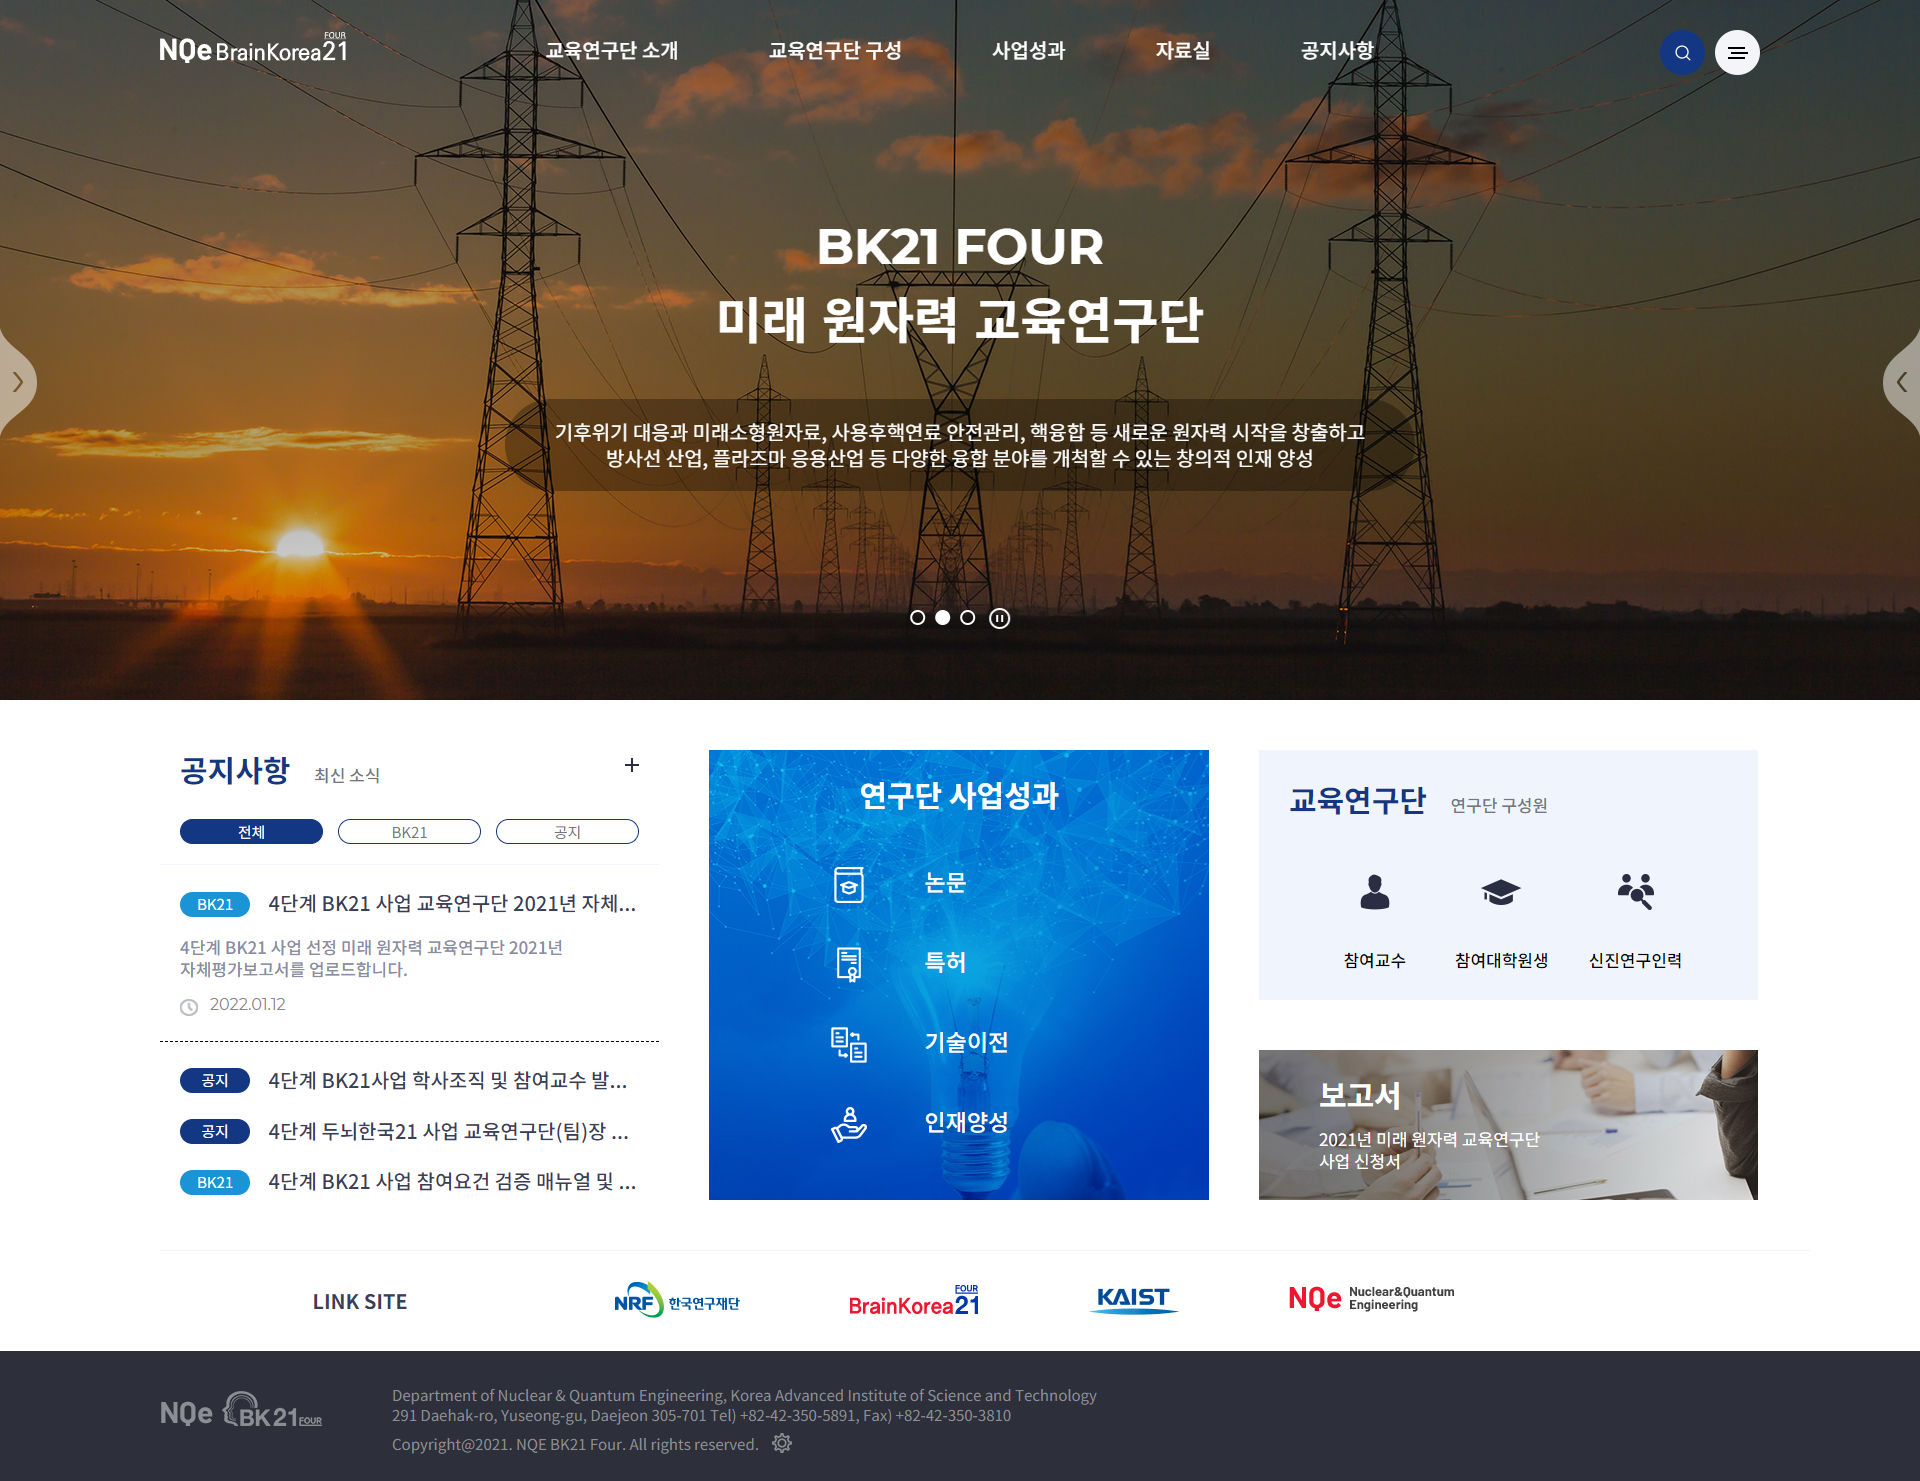 NQe BrainKorea21 FOUR
교육연구단 소개
교육연구단 구성
사업성과
자료실
공지사항
BK21 FOUR
미래 원자력 교육연구단
기후위기 대응과 미래소형원자료, 사용후핵연료 안전관리, 핵융합 등 새로운 원자력 시작을 창출하고
방사선 산업, 플라즈마 응용산업 등 다양한 융합 분야를 개척할 수 있는 창의적 인재 양성
공지사항 최신 소식
전체
BK21
공지
BK21 4단계 BK21 사업 교육연구단 2021년 자체...
4단계 BK21 사업 선정 미래 원자력 교육연구단 2021년
자체평가보고서를 업로드합니다.
2022.01.12
공지 4단계 BK21사업 학사조직 및 참여교수 발...
공지 4단계 두뇌한국21 사업 교육연구단(팀)장 ...
BK21 4단계 BK21 사업 참여요건 검증 매뉴얼 및 ...
연구단 사업성과
논문
특허
기술이전
인재양성
교육연구단 연구단 구성원
참여교수
참여대학원생
신진연구인력
보고서
2021년 미래 원자력 교육연구단
사업 신청서
LINK SITE
NRF 한국연구재단
BrainKorea21 FOUR
KAIST
NQe Nuclear&Quantum
Engineering
NQe BK21 FOUR
Department of Nuclear & Quantum Engineering, Korea Advanced Institute of Science and Technology
291 Daehak-ro, Yuseong-gu, Daejeon 305-701 Tel) +82-42-350-5891, Fax) +82-42-350-3810
Copyright@2021. NQE BK21 Four. All rights reserved.